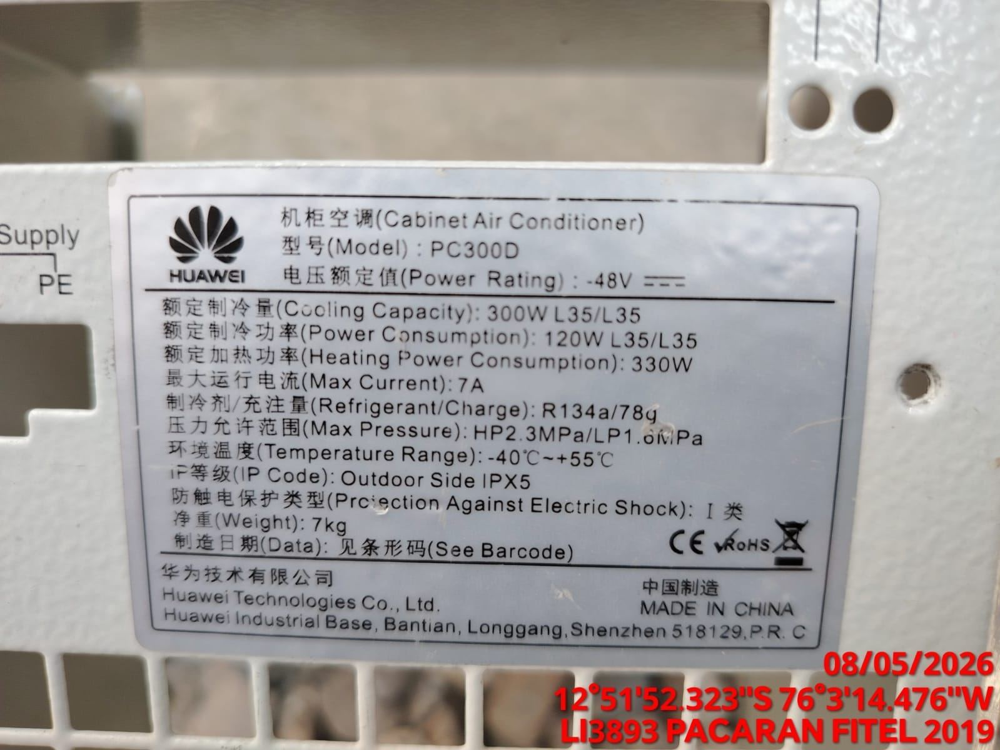 Supply
PE
HUAWEI
机柜空调(Cabinet Air Conditioner)
型号(Model) : PC300D
电压额定值(Power Rating) : -48V
额定制冷量(Cooling Capacity): 300W L35/L35
额定制冷功率(Power Consumption): 120W L35/L35
额定加热功率(Heating Power Consumption): 330W
最大运行电流(Max Current): 7A
制冷剂/充注量(Refrigerant/Charge): R134a/78g
压力允许范围(Max Pressure): HP2.3MPa/LP1.6MPa
环境温度(Temperature Range): -40℃~+55℃
IP等级(IP Code): Outdoor Side IPX5
防触电保护类型(Protection Against Electric Shock): I 类
净重(Weight): 7kg
制造日期(Data): 见条形码(See Barcode)
CE RoHS
华为技术有限公司
Huawei Technologies Co., Ltd.
Huawei Industrial Base, Bantian, Longgang,Shenzhen 518129,P.R. C
中国制造
MADE IN CHINA
08/05/2026
12°51'52.323"S 76°3'14.476"W
LI3893 PACARAN FITEL 2019